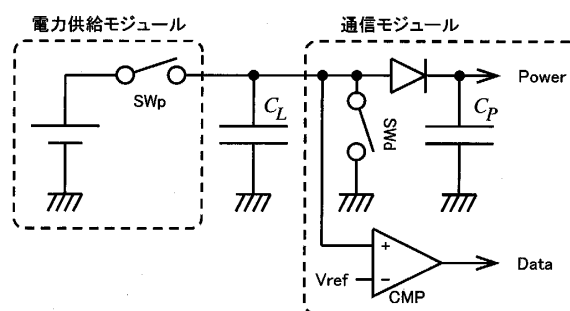 電力供給モジュール
通信モジュール
SWp
C_L
SWd
Power
C_P
+
Vref
−
CMP
Data